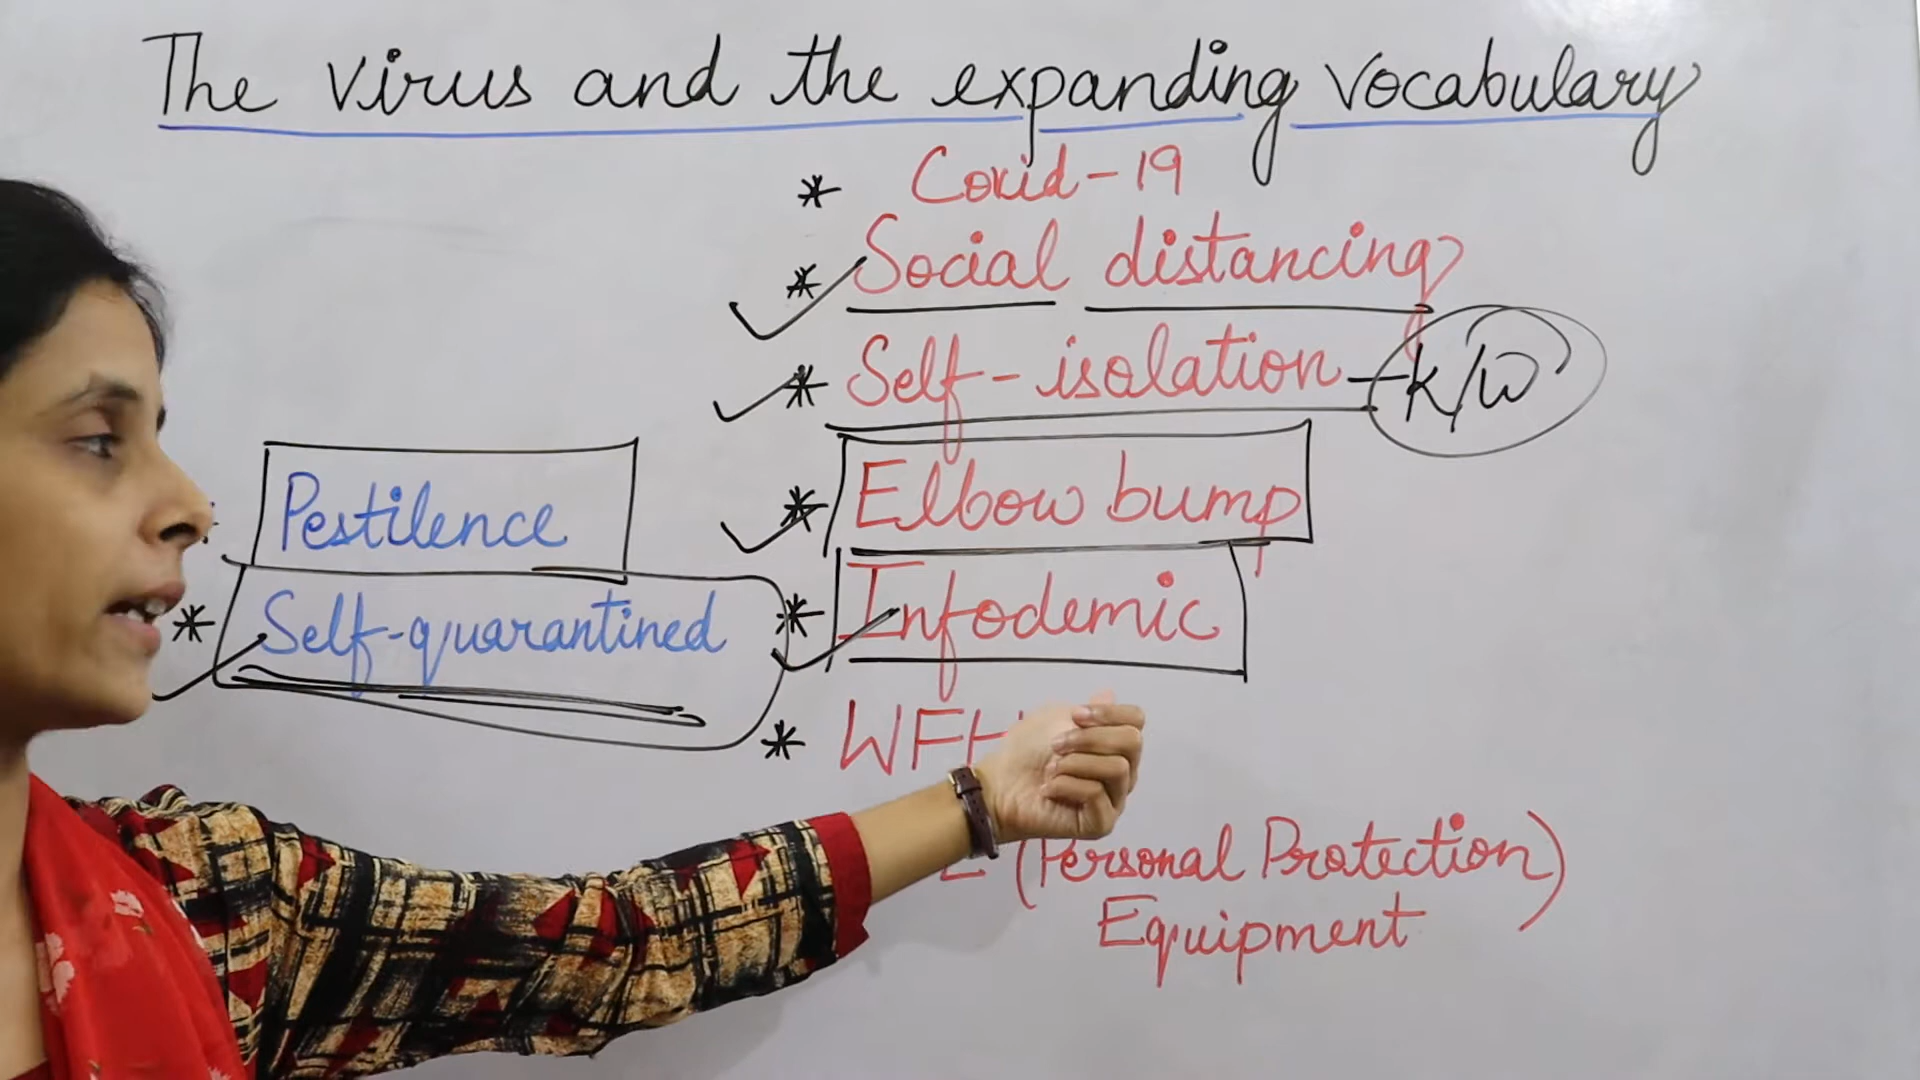 The virus and the expanding vocabulary
* Covid-19
* Social distancing
* Self-isolation - K/W
Pestilence
* Self-quarantined
* Elbow bump
* Infodemic
* WFH
(Personal Protection)
Equipment